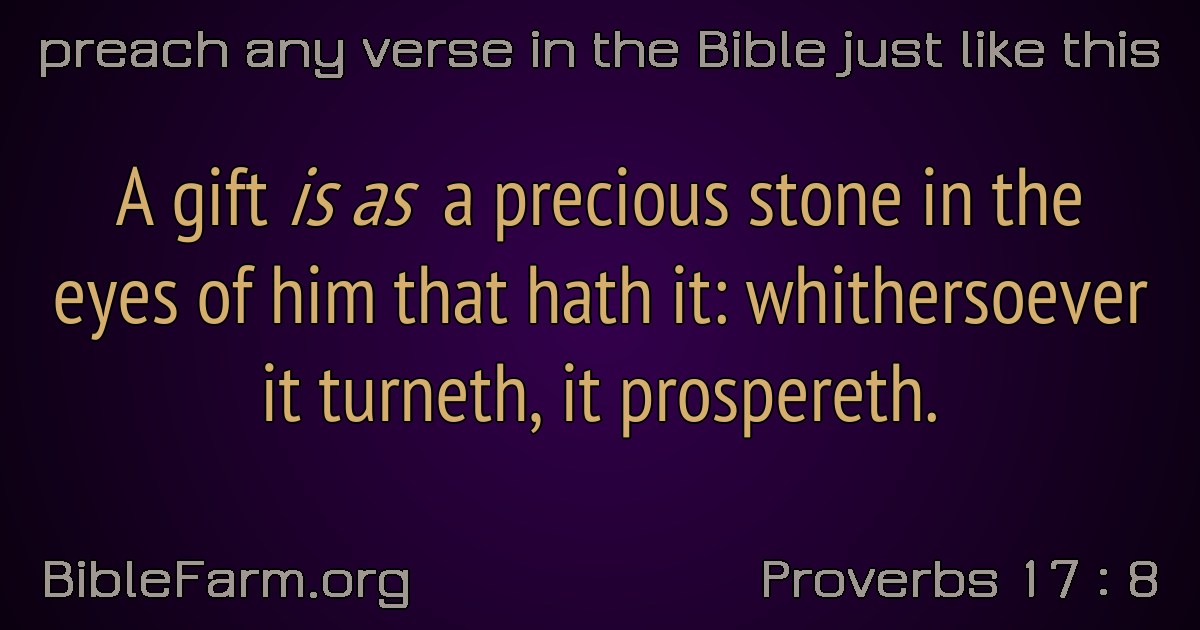 preach any verse in the Bible just like this
A gift is as a precious stone in the
eyes of him that hath it: whithersoever
it turneth, it prospereth.
BibleFarm.org
Proverbs 17 : 8